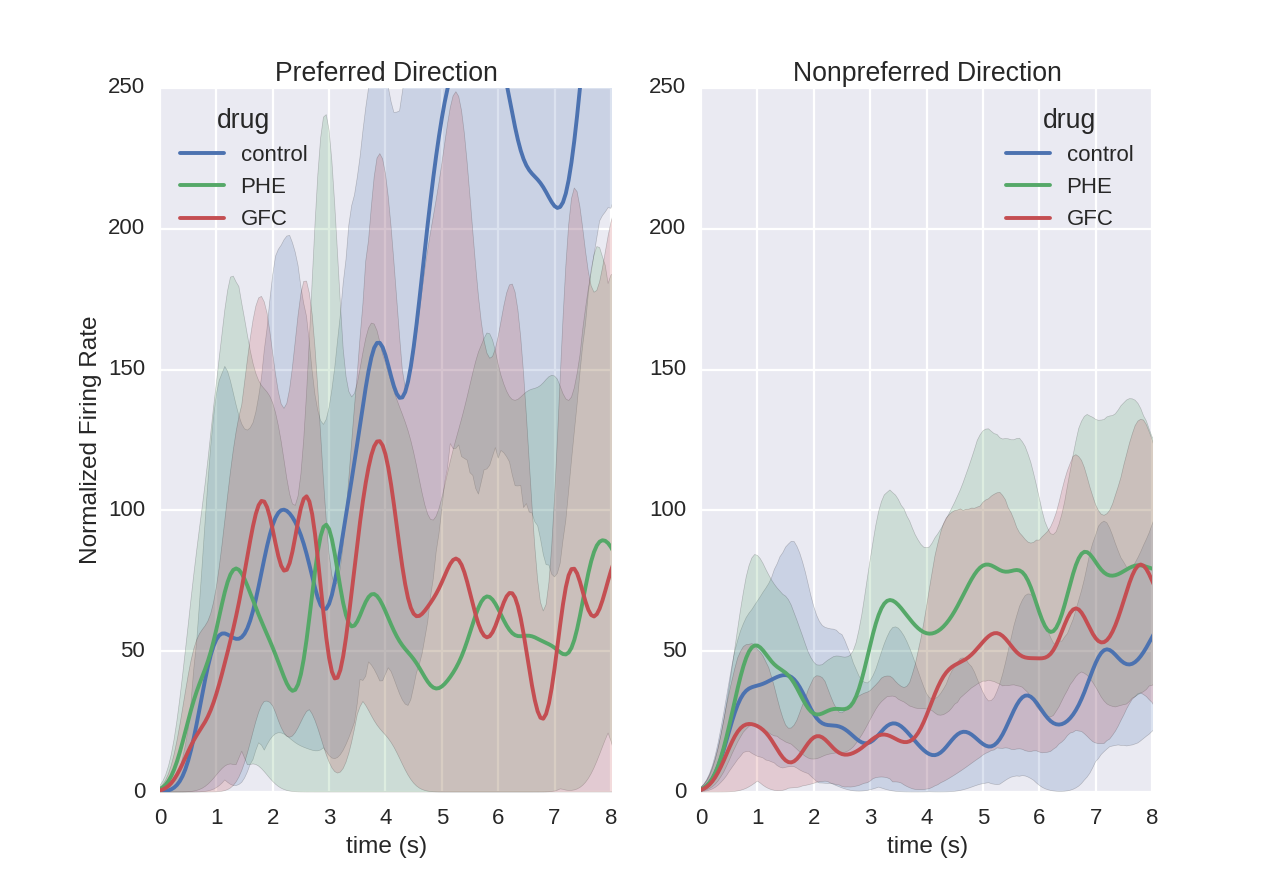 Preferred Direction
Nonpreferred Direction
250
200
150
100
50
0
Normalized Firing Rate
drug
control
PHE
GFC
0 1 2 3 4 5 6 7 8
time (s)
250
200
150
100
50
0
drug
control
PHE
GFC
0 1 2 3 4 5 6 7 8
time (s)